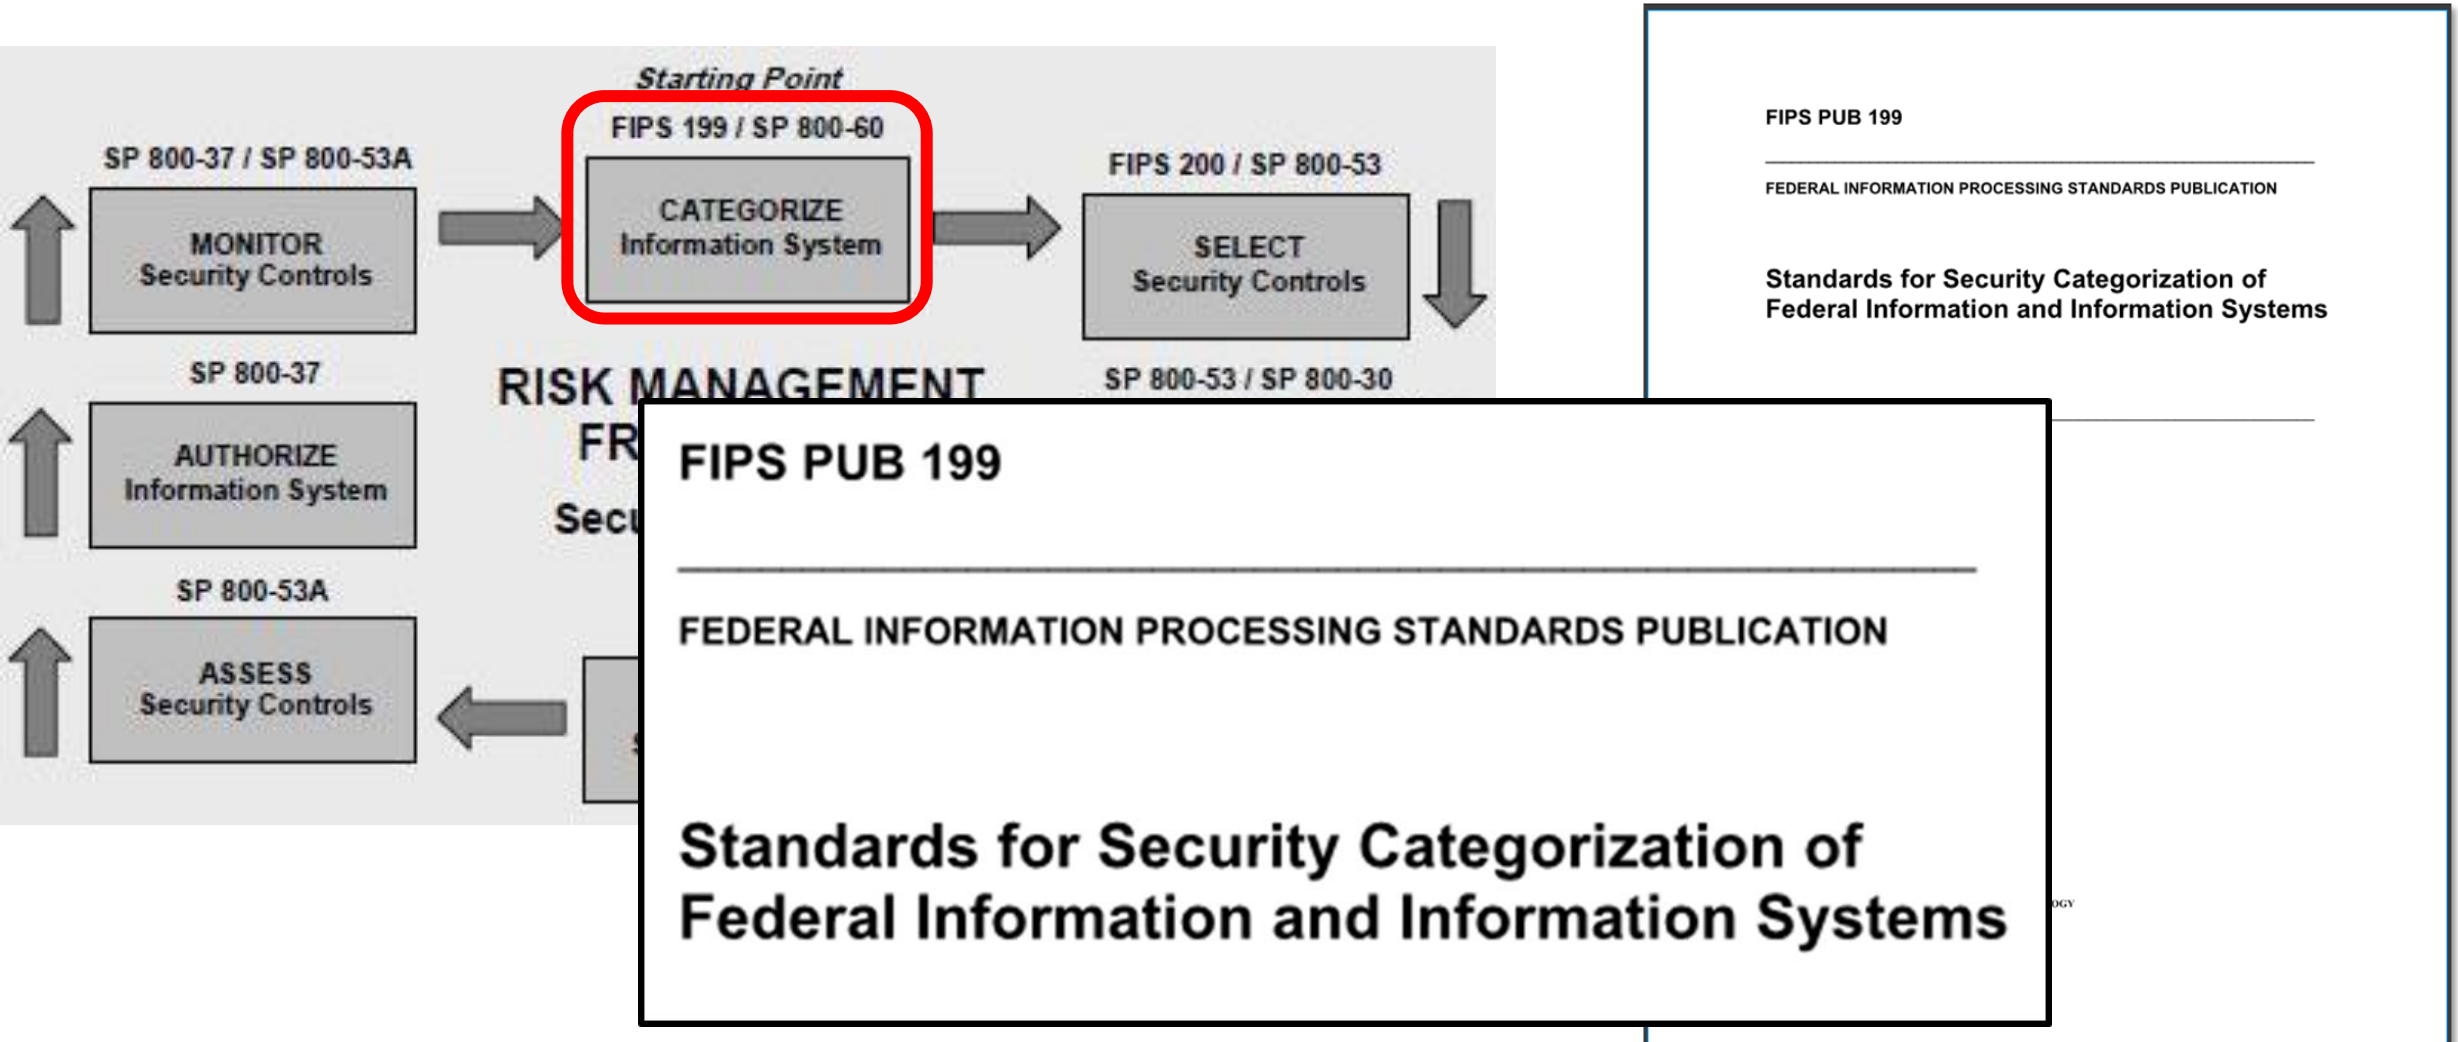 Starting Point
FIPS 199 / SP 800-60
CATEGORIZE
Information System
SP 800-37 / SP 800-53A
MONITOR
Security Controls
FIPS 200 / SP 800-53
SELECT
Security Controls
SP 800-37
AUTHORIZE
Information System
RISK MANAGEMENT
SP 800-53 / SP 800-30
SP 800-53A
ASSESS
Security Controls
FIPS PUB 199
FEDERAL INFORMATION PROCESSING STANDARDS PUBLICATION
Standards for Security Categorization of
Federal Information and Information Systems
FIPS PUB 199
FEDERAL INFORMATION PROCESSING STANDARDS PUBLICATION
Standards for Security Categorization of
Federal Information and Information Systems